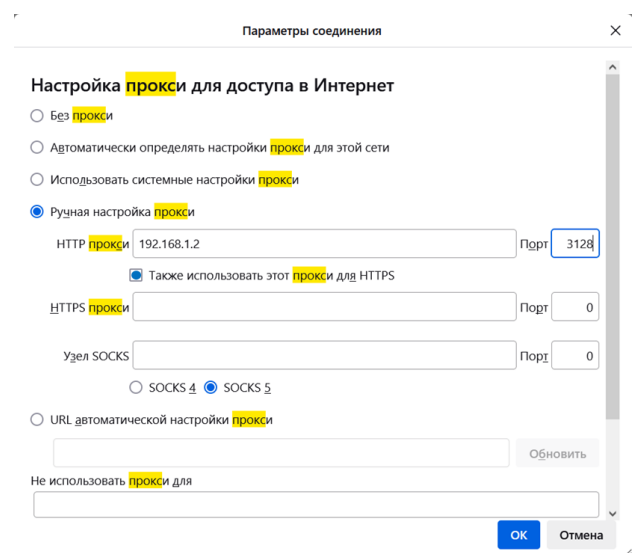 Параметры соединения
Настройка прокси для доступа в Интернет
Без прокси
Автоматически определять настройки прокси для этой сети
Использовать системные настройки прокси
Ручная настройка прокси
HTTP прокси 192.168.1.2 Порт 3128
Также использовать этот прокси для HTTPS
HTTPS прокси Порт 0
Узел SOCKS Порт 0
SOCKS 4 SOCKS 5
URL автоматической настройки прокси
Обновить
Не использовать прокси для
ОК Отмена